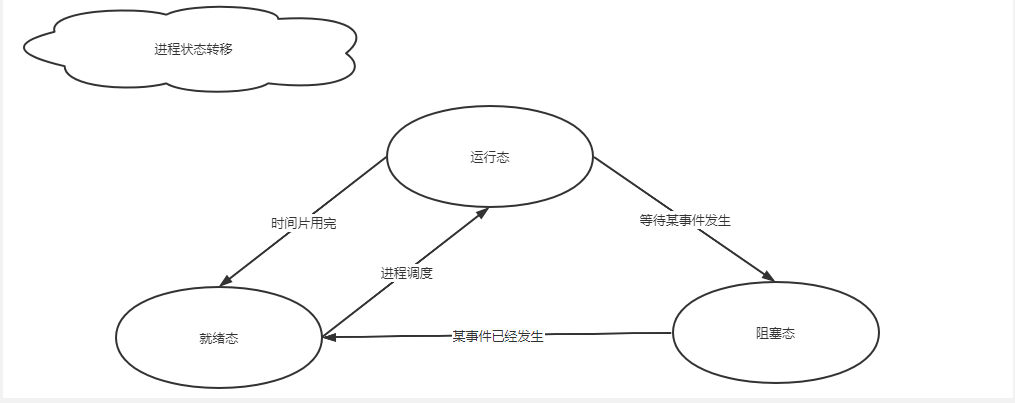 进程状态转移
运行态
时间片用完
等待某事件发生
进程调度
就绪态
某事件已经发生
阻塞态